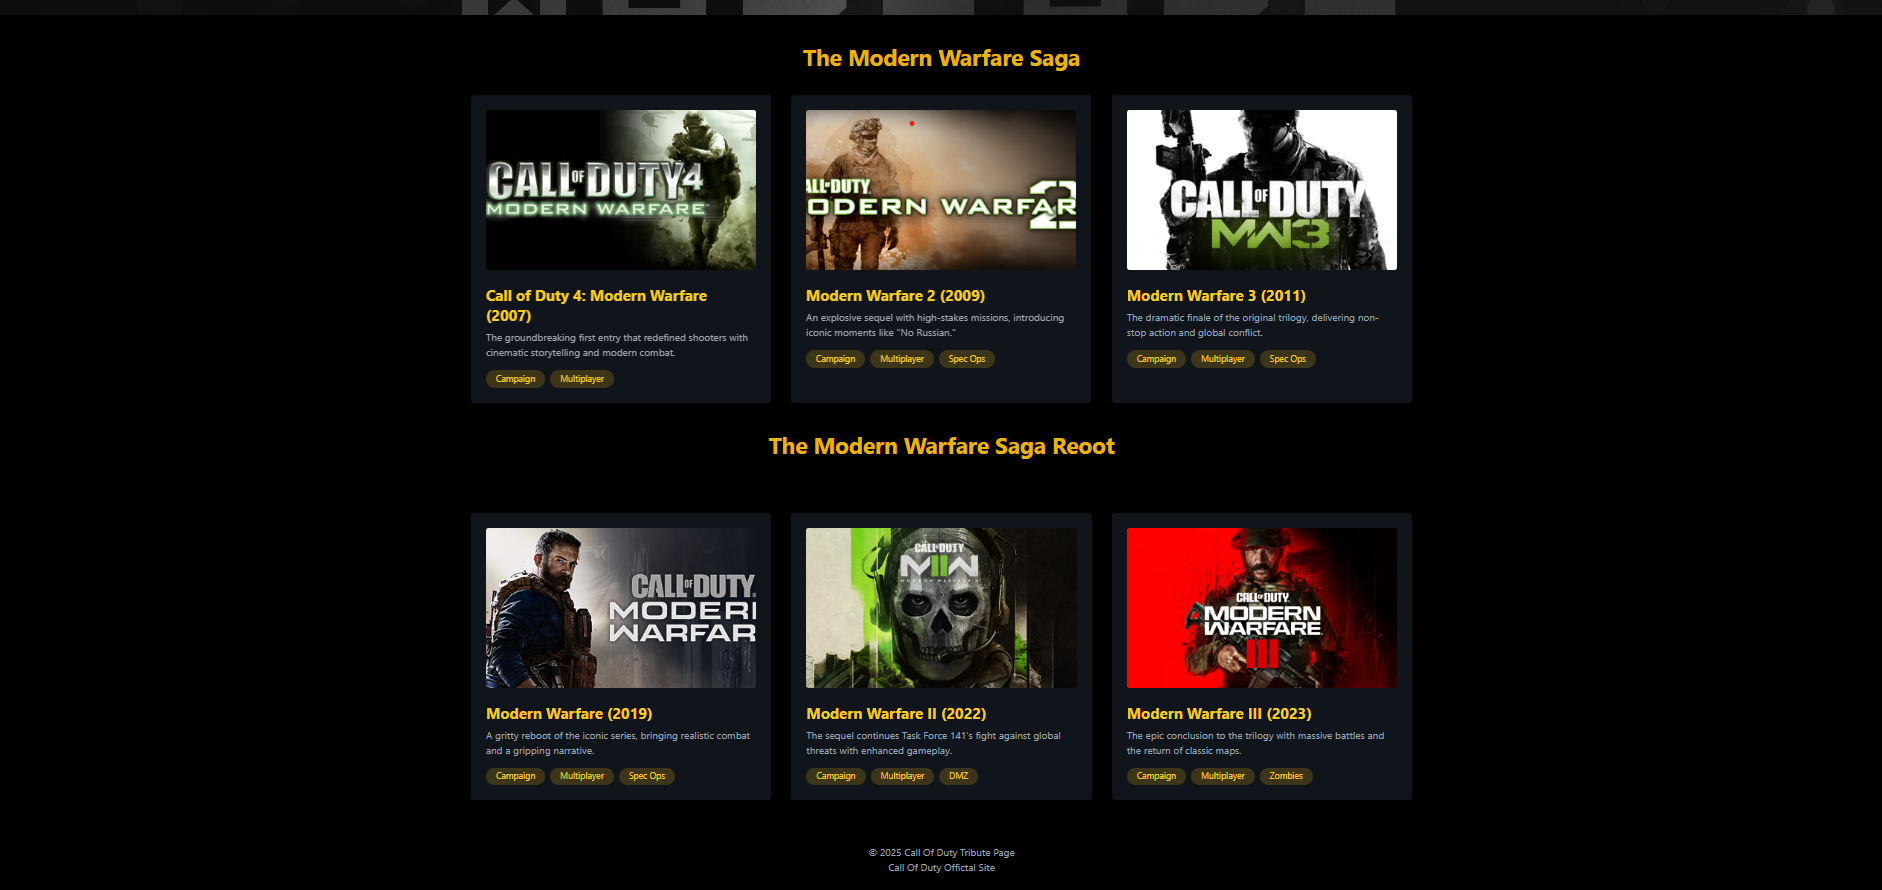 The Modern Warfare Saga
CALL OF DUTY 4
MODERN WARFARE
ALL OF DUTY
ODERN WARFAR 2
CALL OF DUTY
MW3
Call of Duty 4: Modern Warfare
(2007)
The groundbreaking first entry that redefined shooters with
cinematic storytelling and modern combat.
Campaign Multiplayer
Modern Warfare 2 (2009)
An explosive sequel with high-stakes missions, introducing
iconic moments like "No Russian."
Campaign Multiplayer Spec Ops
Modern Warfare 3 (2011)
The dramatic finale of the original trilogy, delivering non-
stop action and global conflict.
Campaign Multiplayer Spec Ops
The Modern Warfare Saga Reoot
CALL OF DUTY
MODER
WARFAR
CALL OF DUTY
MWII
MODERN WARFARE II
CALL OF DUTY
MODERN
WARFARE
III
Modern Warfare (2019)
A gritty reboot of the iconic series, bringing realistic combat
and a gripping narrative.
Campaign Multiplayer Spec Ops
Modern Warfare II (2022)
The sequel continues Task Force 141's fight against global
threats with enhanced gameplay.
Campaign Multiplayer DMZ
Modern Warfare III (2023)
The epic conclusion to the trilogy with massive battles and
the return of classic maps.
Campaign Multiplayer Zombies
© 2025 Call Of Duty Tribute Page
Call Of Duty Offictal Site